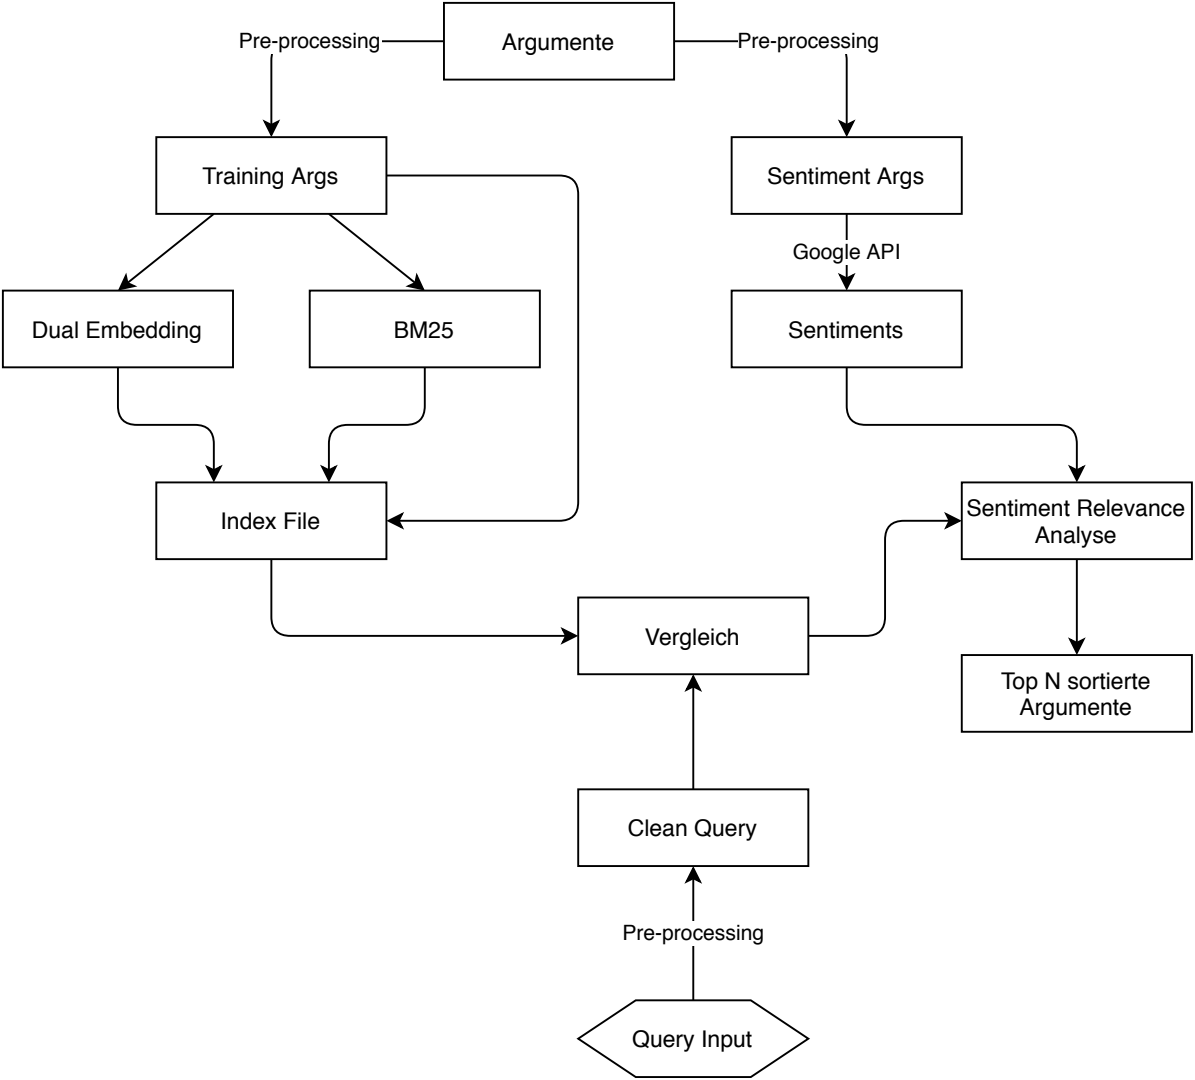 Pre-processing
Argumente
Pre-processing
Training Args
Sentiment Args
Google API
Dual Embedding
BM25
Sentiments
Index File
Sentiment Relevance
Analyse
Vergleich
Top N sortierte
Argumente
Clean Query
Pre-processing
Query Input